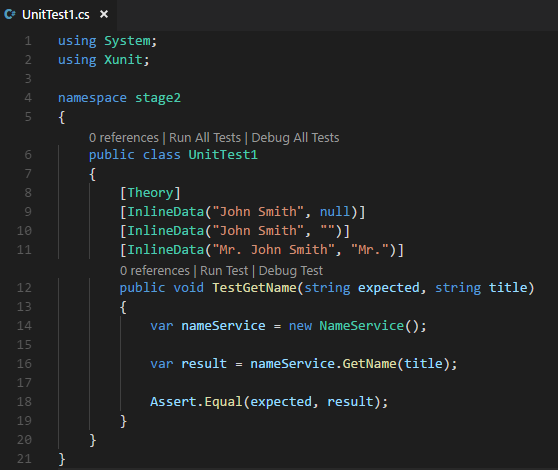 UnitTest1.cs
1 using System;
2 using Xunit;
3
4 namespace stage2
5 {
0 references | Run All Tests | Debug All Tests
6 public class UnitTest1
7 {
8 [Theory]
9 [InlineData("John Smith", null)]
10 [InlineData("John Smith", "")]
11 [InlineData("Mr. John Smith", "Mr.")]
0 references | Run Test | Debug Test
12 public void TestGetName(string expected, string title)
13 {
14 var nameService = new NameService();
15
16 var result = nameService.GetName(title);
17
18 Assert.Equal(expected, result);
19 }
20 }
21 }